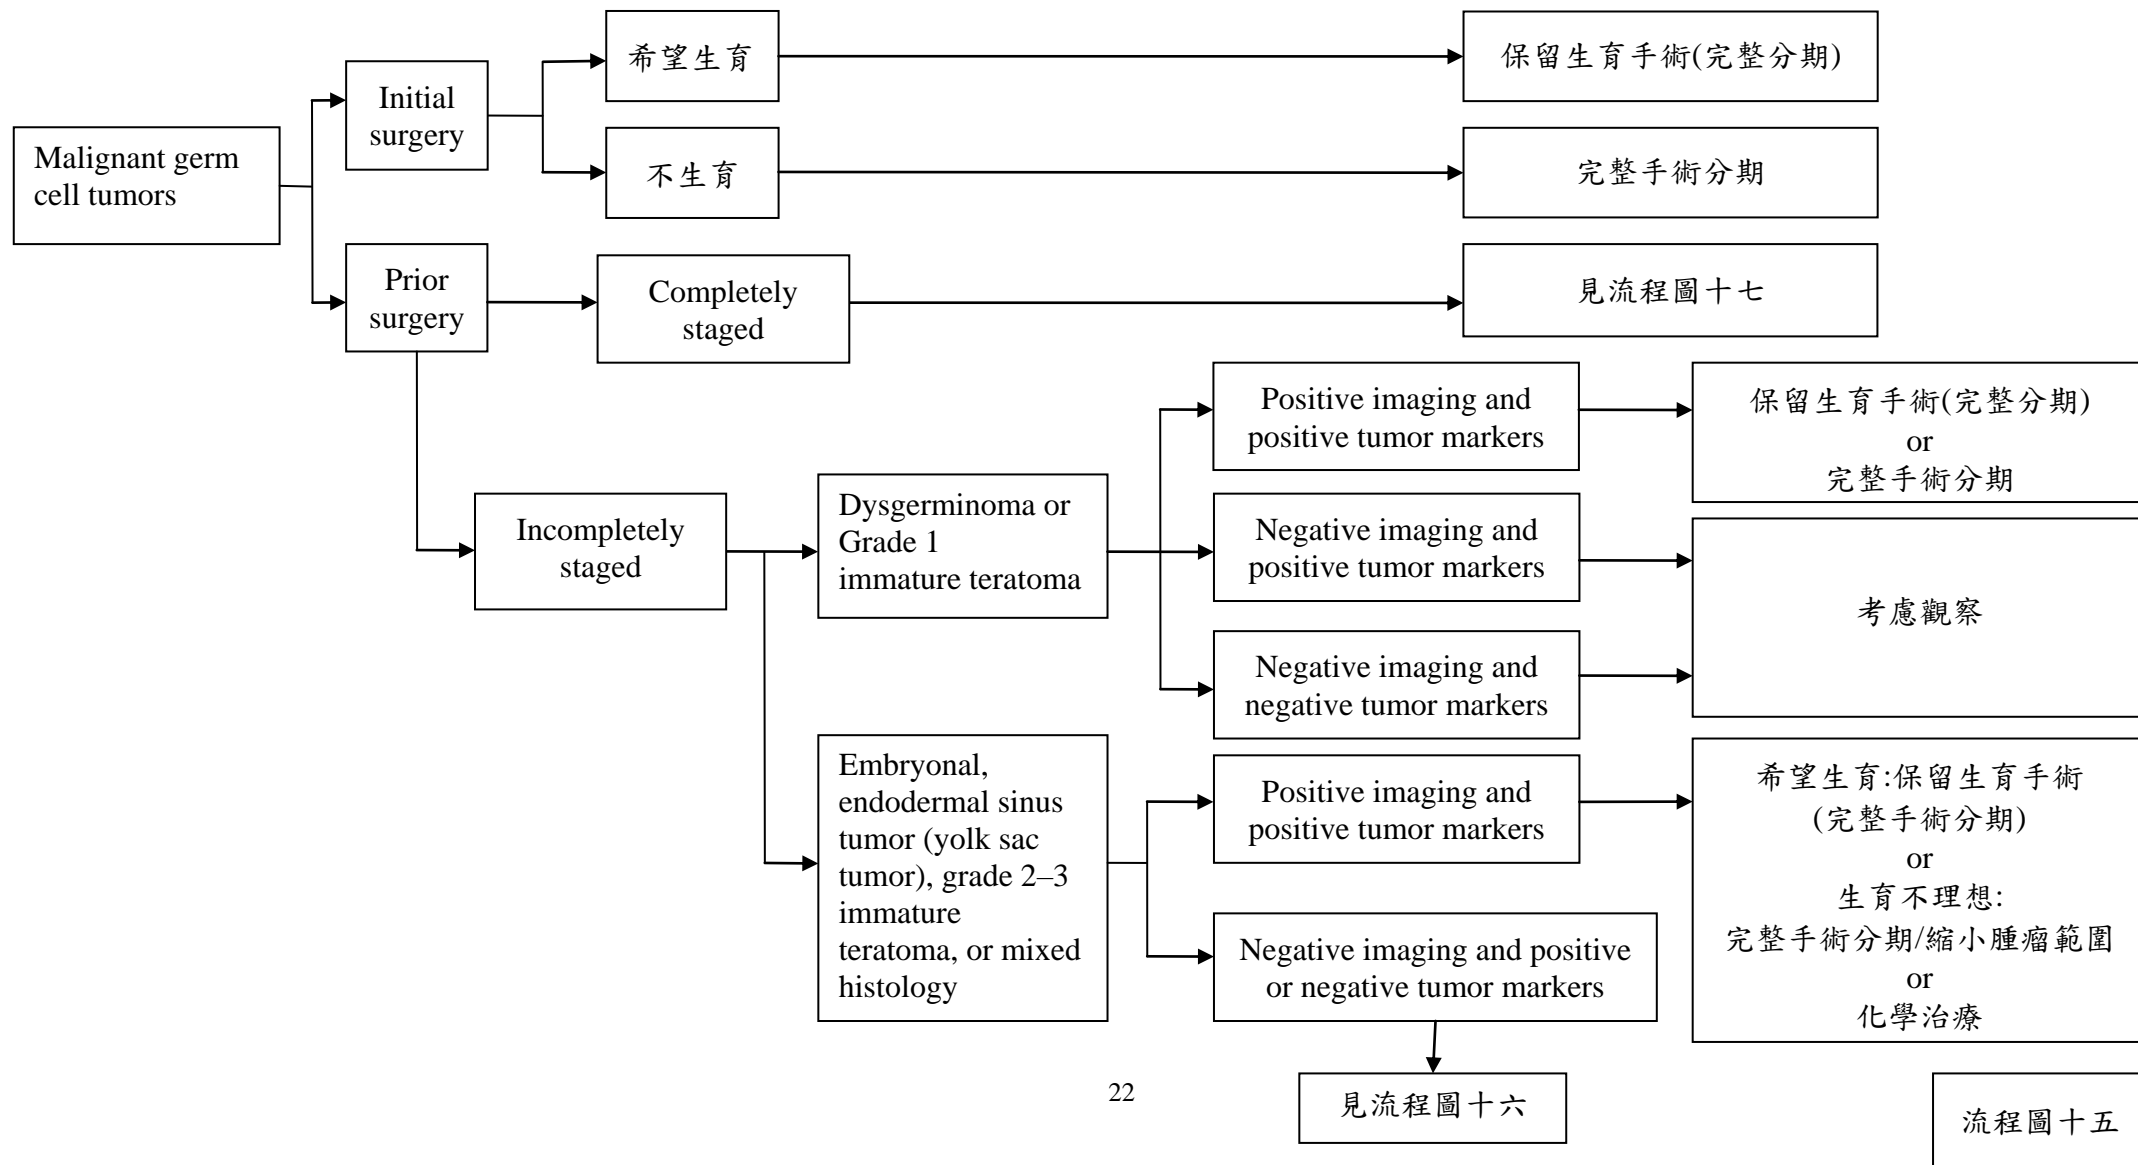 Malignant germ
cell tumors
Initial
surgery
希望生育
保留生育手術(完整分期)
不生育
完整手術分期
Prior
surgery
Completely
staged
見流程圖十七
Incompletely
staged
Dysgerminoma or
Grade 1
immature teratoma
Positive imaging and
positive tumor markers
保留生育手術(完整分期)
or
完整手術分期
Negative imaging and
positive tumor markers
Negative imaging and
negative tumor markers
考慮觀察
Embryonal,
endodermal sinus
tumor (yolk sac
tumor), grade 2–3
immature
teratoma, or mixed
histology
Positive imaging and
positive tumor markers
希望生育:保留生育手術
(完整手術分期)
or
生育不理想:
完整手術分期/縮小腫瘤範圍
or
化學治療
Negative imaging and positive
or negative tumor markers
見流程圖十六
22
流程圖十五